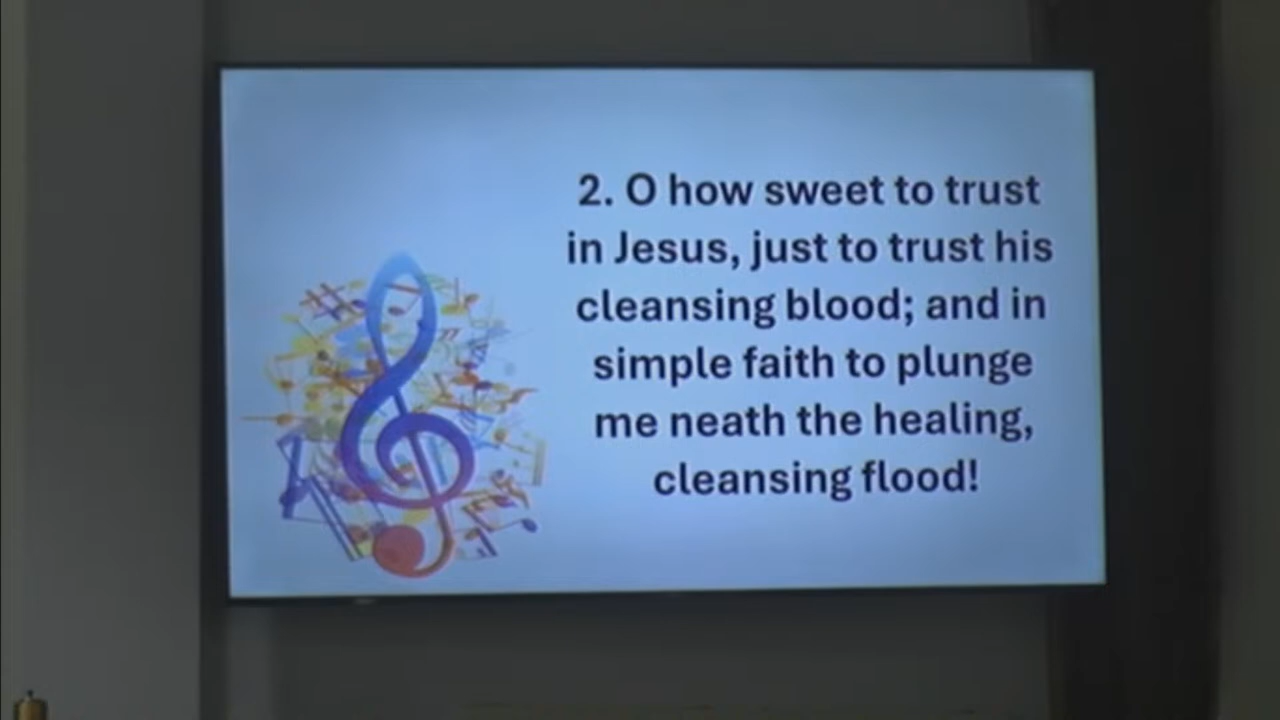 2. O how sweet to trust
in Jesus, just to trust his
cleansing blood; and in
simple faith to plunge
me neath the healing,
cleansing flood!